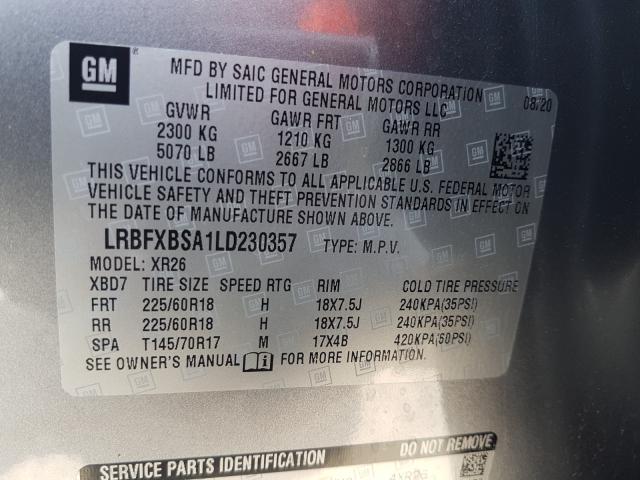 GM
MFD BY SAIC GENERAL MOTORS CORPORATION
LIMITED FOR GENERAL MOTORS LLC 08/20
GVWR GAWR FRT GAWR RR
2300 KG 1210 KG 1300 KG
5070 LB 2667 LB 2866 LB
THIS VEHICLE CONFORMS TO ALL APPLICABLE U.S. FEDERAL MOTOR
VEHICLE SAFETY AND THEFT PREVENTION STANDARDS IN EFFECT ON
THE DATE OF MANUFACTURE SHOWN ABOVE.
LRBFXBSA1LD230357 TYPE: M.P.V.
MODEL: XR26
XBD7 TIRE SIZE SPEED RTG RIM COLD TIRE PRESSURE
FRT 225/60R18 H 18X7.5J 240KPA(35PSI)
RR 225/60R18 H 18X7.5J 240KPA(35PSI)
SPA T145/70R17 M 17X4B 420KPA(60PSI)
SEE OWNER'S MANUAL FOR MORE INFORMATION.
SERVICE PARTS IDENTIFICATION DO NOT REMOVE